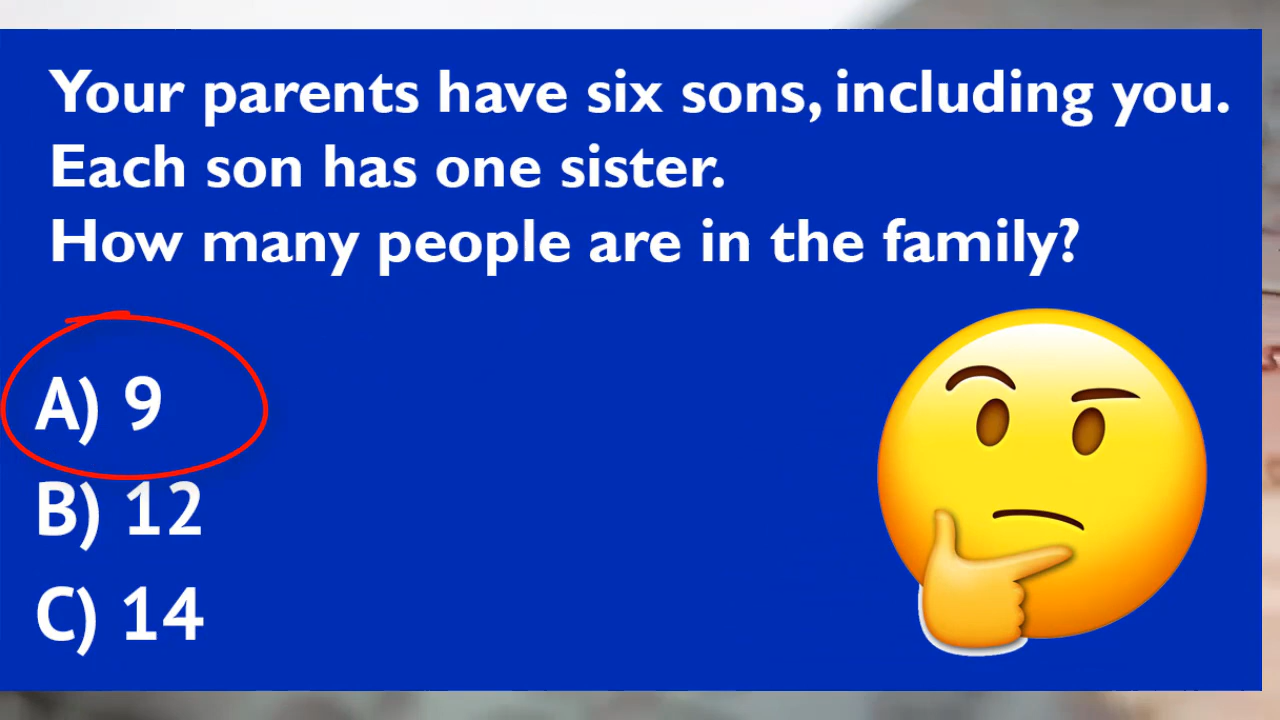 Your parents have six sons, including you.
Each son has one sister.
How many people are in the family?
A) 9
B) 12
C) 14